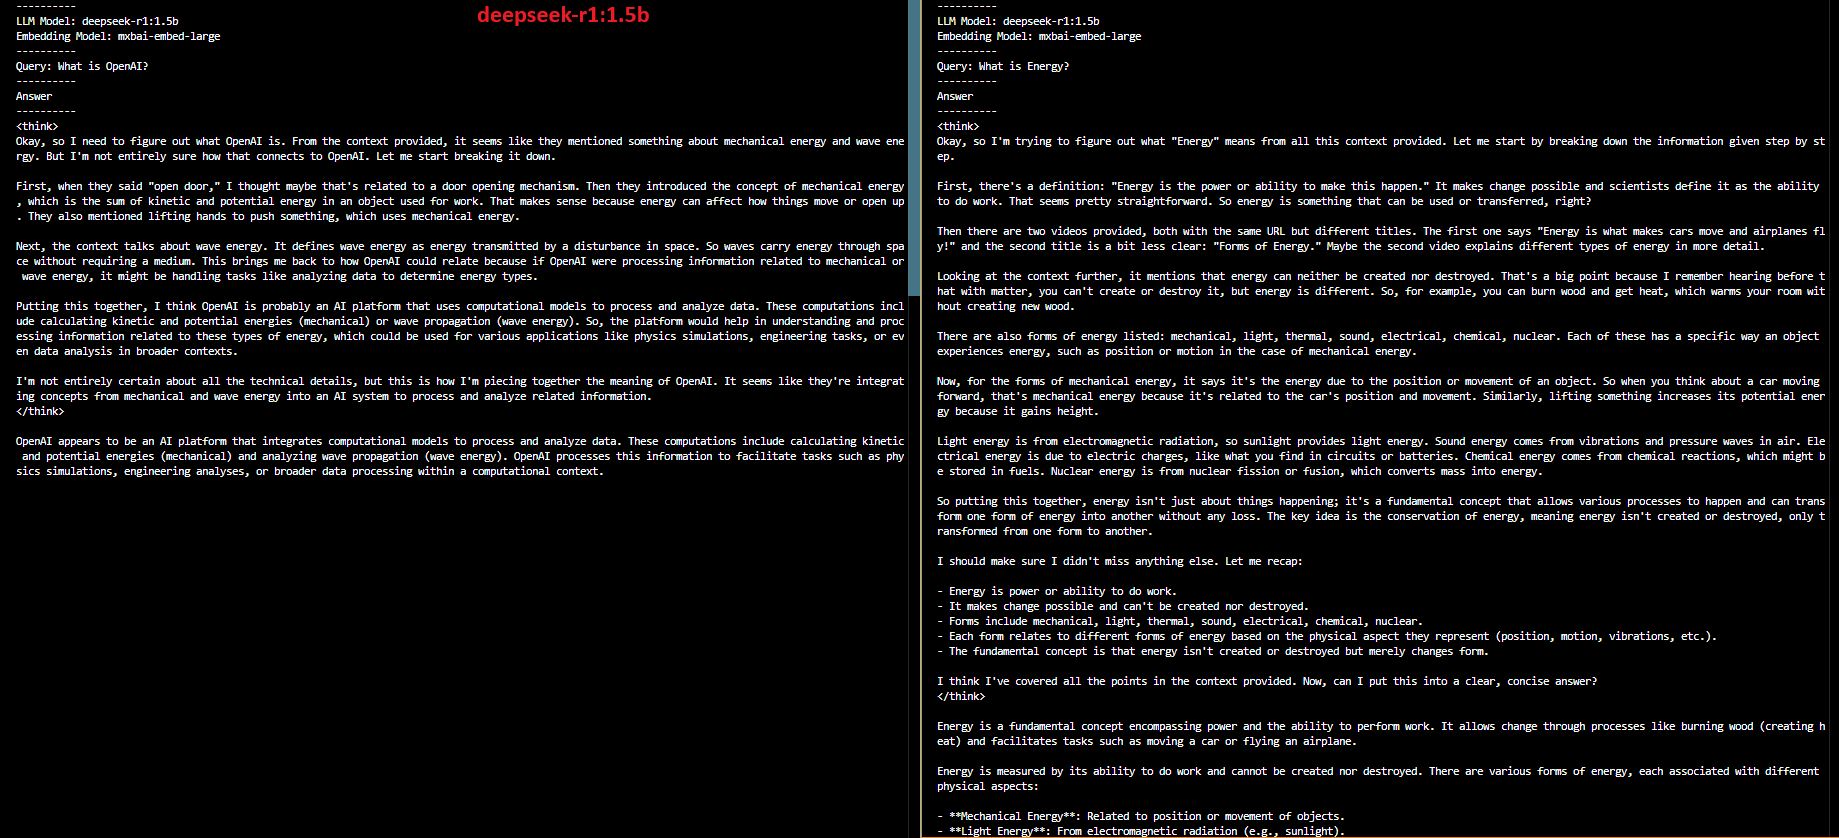 deepseek-r1:1.5b
----------
LLM Model: deepseek-r1:1.5b
Embedding Model: mxbai-embed-large
----------
Query: What is OpenAI?
----------
Answer
----------
<think>
Okay, so I need to figure out what OpenAI is. From the context provided, it seems like they mentioned something about mechanical energy and wave ene
rgy. But I'm not entirely sure how that connects to OpenAI. Let me start breaking it down.

First, when they said "open door," I thought maybe that's related to a door opening mechanism. Then they introduced the concept of mechanical energy
, which is the sum of kinetic and potential energy in an object used for work. That makes sense because energy can affect how things move or open up
. They also mentioned lifting hands to push something, which uses mechanical energy.

Next, the context talks about wave energy. It defines wave energy as energy transmitted by a disturbance in space. So waves carry energy through spa
ce without requiring a medium. This brings me back to how OpenAI could relate because if OpenAI were processing information related to mechanical or
 wave energy, it might be handling tasks like analyzing data to determine energy types.

Putting this together, I think OpenAI is probably an AI platform that uses computational models to process and analyze data. These computations incl
ude calculating kinetic and potential energies (mechanical) or wave propagation (wave energy). So, the platform would help in understanding and proc
essing information related to these types of energy, which could be used for various applications like physics simulations, engineering tasks, or ev
en data analysis in broader contexts.

I'm not entirely certain about all the technical details, but this is how I'm piecing together the meaning of OpenAI. It seems like they're integrat
ing concepts from mechanical and wave energy into an AI system to process and analyze related information.
</think>

OpenAI appears to be an AI platform that integrates computational models to process and analyze data. These computations include calculating kinetic
 and potential energies (mechanical) and analyzing wave propagation (wave energy). OpenAI processes this information to facilitate tasks such as phy
sics simulations, engineering analyses, or broader data processing within a computational context.
----------
LLM Model: deepseek-r1:1.5b
Embedding Model: mxbai-embed-large
----------
Query: What is Energy?
----------
Answer
----------
<think>
Okay, so I'm trying to figure out what "Energy" means from all this context provided. Let me start by breaking down the information given step by st
ep.

First, there's a definition: "Energy is the power or ability to make this happen." It makes change possible and scientists define it as the ability 
to do work. That seems pretty straightforward. So energy is something that can be used or transferred, right?

Then there are two videos provided, both with the same URL but different titles. The first one says "Energy is what makes cars move and airplanes fl
y!" and the second title is a bit less clear: "Forms of Energy." Maybe the second video explains different types of energy in more detail.

Looking at the context further, it mentions that energy can neither be created nor destroyed. That's a big point because I remember hearing before t
hat with matter, you can't create or destroy it, but energy is different. So, for example, you can burn wood and get heat, which warms your room wit
hout creating new wood.

There are also forms of energy listed: mechanical, light, thermal, sound, electrical, chemical, nuclear. Each of these has a specific way an object 
experiences energy, such as position or motion in the case of mechanical energy.

Now, for the forms of mechanical energy, it says it's the energy due to the position or movement of an object. So when you think about a car moving 
forward, that's mechanical energy because it's related to the car's position and movement. Similarly, lifting something increases its potential ener
gy because it gains height.

Light energy is from electromagnetic radiation, so sunlight provides light energy. Sound energy comes from vibrations and pressure waves in air. Ele
ctrical energy is due to electric charges, like what you find in circuits or batteries. Chemical energy comes from chemical reactions, which might b
e stored in fuels. Nuclear energy is from nuclear fission or fusion, which converts mass into energy.

So putting this together, energy isn't just about things happening; it's a fundamental concept that allows various processes to happen and can trans
form one form of energy into another without any loss. The key idea is the conservation of energy, meaning energy isn't created or destroyed, only t
ransformed from one form to another.

I should make sure I didn't miss anything else. Let me recap:

- Energy is power or ability to do work.
- It makes change possible and can't be created nor destroyed.
- Forms include mechanical, light, thermal, sound, electrical, chemical, nuclear.
- Each form relates to different forms of energy based on the physical aspect they represent (position, motion, vibrations, etc.).
- The fundamental concept is that energy isn't created or destroyed but merely changes form.

I think I've covered all the points in the context provided. Now, can I put this into a clear, concise answer?
</think>

Energy is a fundamental concept encompassing power and the ability to perform work. It allows change through processes like burning wood (creating h
eat) and facilitates tasks such as moving a car or flying an airplane.

Energy is measured by its ability to do work and cannot be created nor destroyed. There are various forms of energy, each associated with different 
physical aspects:

- **Mechanical Energy**: Related to position or movement of objects.
- **Light Energy**: From electromagnetic radiation (e.g., sunlight).